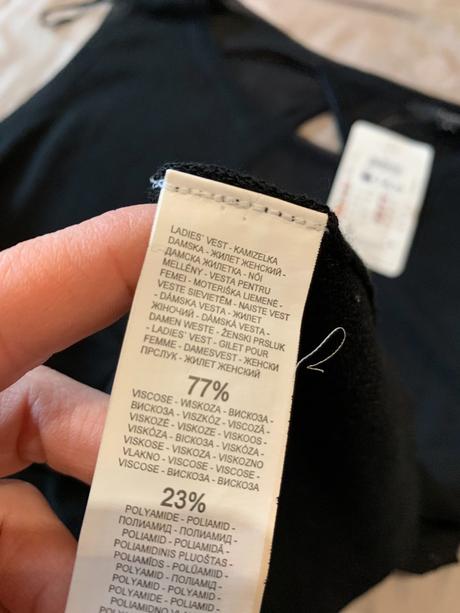 LADIES' VEST - KAMIZELKA
DAMSKA - ЖИЛЕТ ЖЕНСКИЙ -
ДАМСКА ЖИЛЕТКА - NŐI
MELLÉNY - VESTA PENTRU
FEMEI - MOTERIŠKA LIEMENĖ -
VESTE SIEVIETĒM - NAISTE VEST
- DÁMSKA VESTA - ЖИЛЕТ
ЖІНОЧИЙ - DÁMSKÁ VESTA -
DAMEN WESTE - ŽENSKI PRSLUK
- LADIES' VEST - GILET POUR
FEMME - DAMESVEST - ЖЕНСКИ
ПРСЛУК - ЖИЛЕТ ЖЕНСКИЙ
77%
VISCOSE - WISKOZA - ВИСКОЗА -
ВИСКОЗА - VISZKÓZ - VISCOZĂ -
VISKOZĖ - VISKOZE - VISKOOS -
VISKÓZA - ВІСКОЗА - VISKÓZA -
VISKOSE - VISKOZA - VISKOZNO
VLAKNO - VISCOSE - VISCOSE -
VISCOSE - ВИСКОЗА - ВИСКОЗА
23%
POLYAMIDE - POLIAMID -
ПОЛИАМИД - ПОЛИАМИД -
POLIAMID - POLIAMIDĂ -
POLIAMIDINIS PLUOŠTAS -
POLIAMĪDS - POLÜAMIID -
POLYAMID - ПОЛІАМІД -
POLYAMID - POLYAMID -
POLIAMID - POLIAMID -